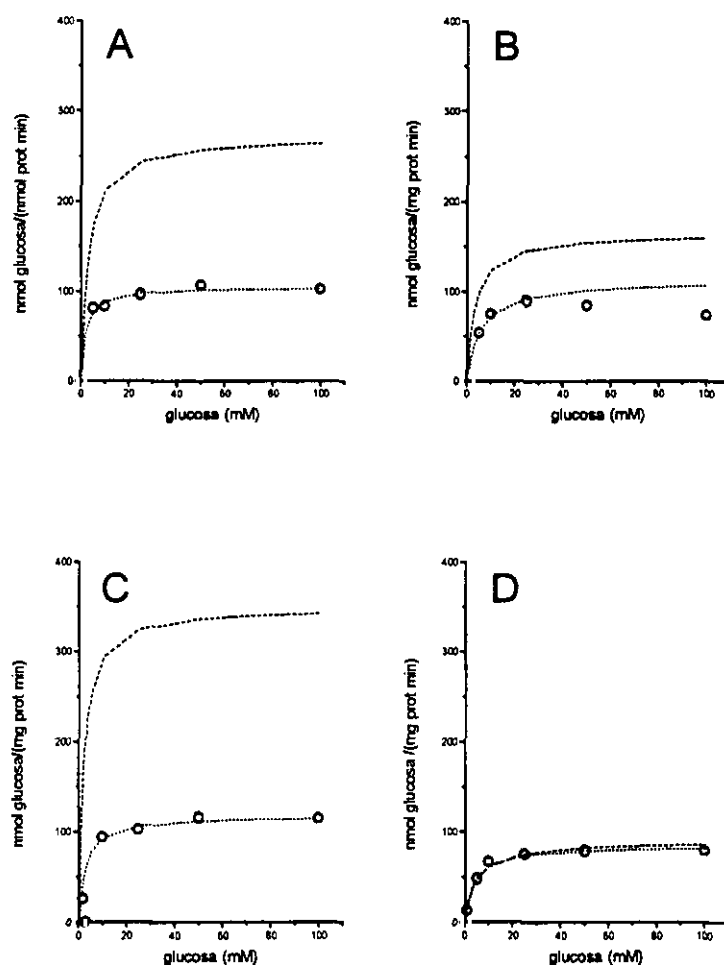 A
400
300
200
100
0
nmol glucosa/(nmol prot min)
0 20 40 60 80 100
glucosa (mM)
B
400
300
200
100
0
nmol glucosa/(mg prot min)
0 20 40 60 80 100
glucosa (mM)
C
400
300
200
100
0
nmol glucosa/(mg prot min)
0 20 40 60 80 100
glucosa (mM)
D
400
300
200
100
0
nmol glucosa /(mg prot min)
0 20 40 60 80 100
glucosa (mM)